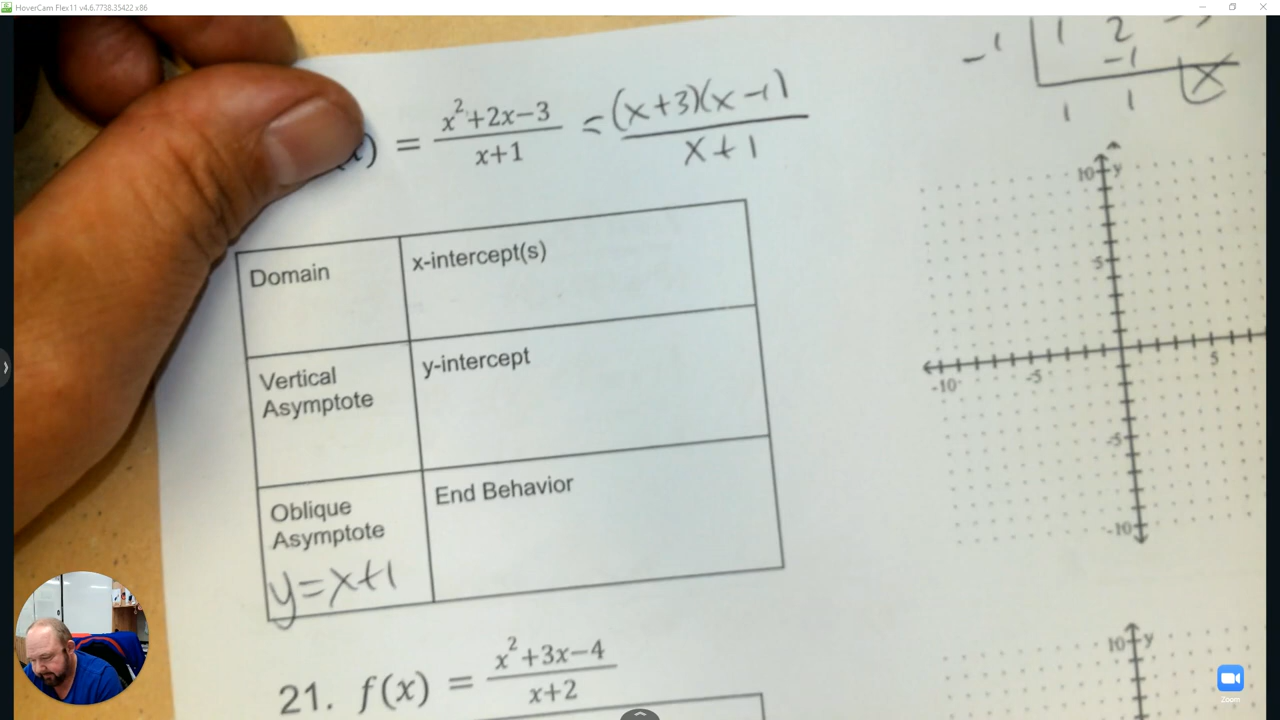 HoverCam Flex11 v4.6.7738.35422 x86
-1 | 1 2
-1
1 1 x
) = x²+2x-3 / x+1 = (x+3)(x-1) / x+1
Domain
x-intercept(s)
Vertical
Asymptote
y-intercept
Oblique
Asymptote
y=x+1
End Behavior
10 y
5
-10 -5 5
-5
-10
21. f(x) = x²+3x-4 / x+2
10 y
Zoom